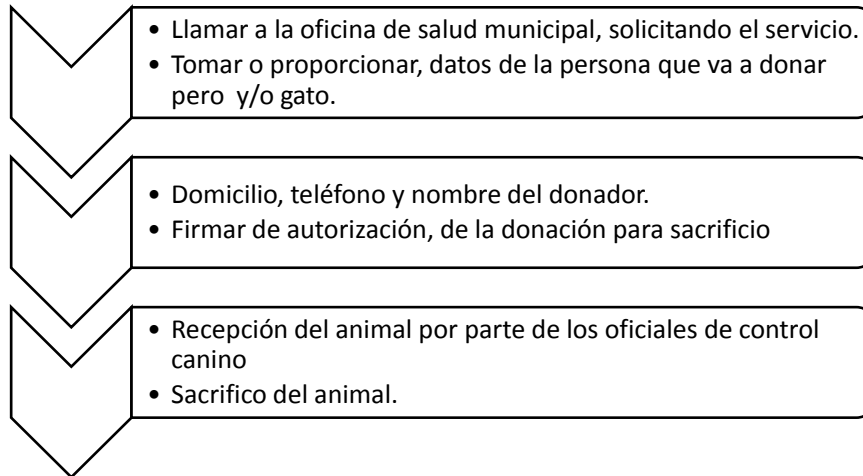 • Llamar a la oficina de salud municipal, solicitando el servicio.
• Tomar o proporcionar, datos de la persona que va a donar
pero y/o gato.
• Domicilio, teléfono y nombre del donador.
• Firmar de autorización, de la donación para sacrificio
• Recepción del animal por parte de los oficiales de control
canino
• Sacrifico del animal.